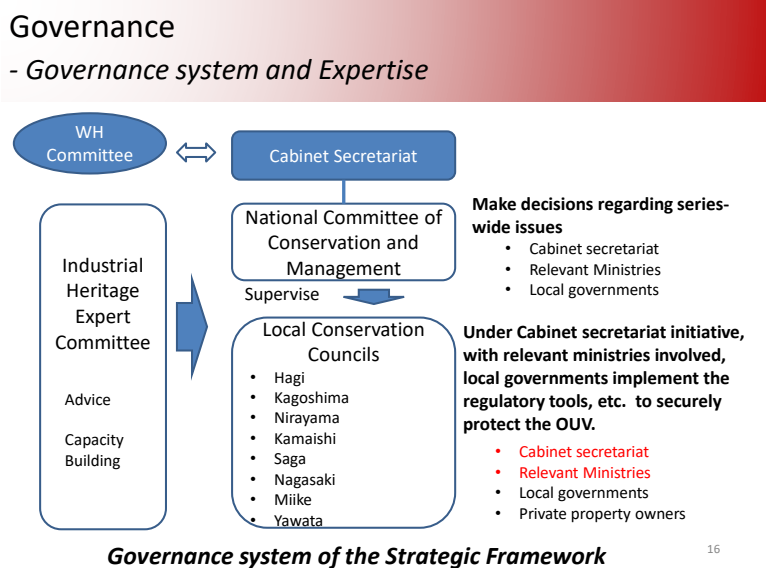 Governance
- Governance system and Expertise
WH
Committee
Cabinet Secretariat
National Committee of
Conservation and
Management
Make decisions regarding series-
wide issues
• Cabinet secretariat
• Relevant Ministries
• Local governments
Industrial
Heritage
Expert
Committee
Advice
Capacity
Building
Supervise
Local Conservation
Councils
• Hagi
• Kagoshima
• Nirayama
• Kamaishi
• Saga
• Nagasaki
• Miike
• Yawata
Under Cabinet secretariat initiative,
with relevant ministries involved,
local governments implement the
regulatory tools, etc. to securely
protect the OUV.
• Cabinet secretariat
• Relevant Ministries
• Local governments
• Private property owners
Governance system of the Strategic Framework
16